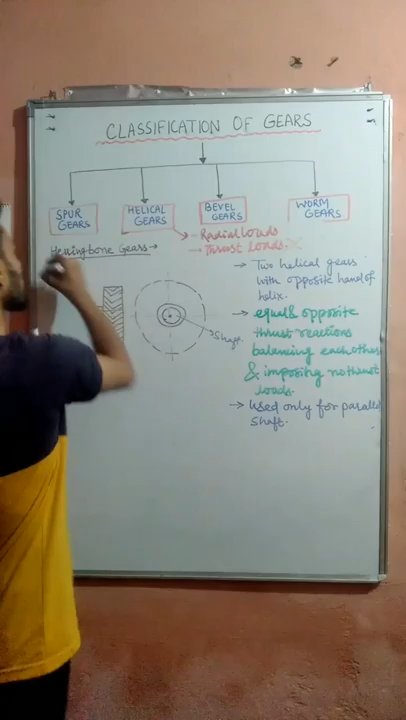 CLASSIFICATION OF GEARS
SPUR GEARS
HELICAL GEARS
BEVEL GEARS
WORM GEARS
→ Radial loads
→ Thrust loads. X
Herringbone Gears →
→ Two helical gears
with opposite hand of
helix.
→ equal & opposite
thrust reactions
balancing each other
& imposing no thrust
loads.
→ Used only for parallel
shaft.
Shaft